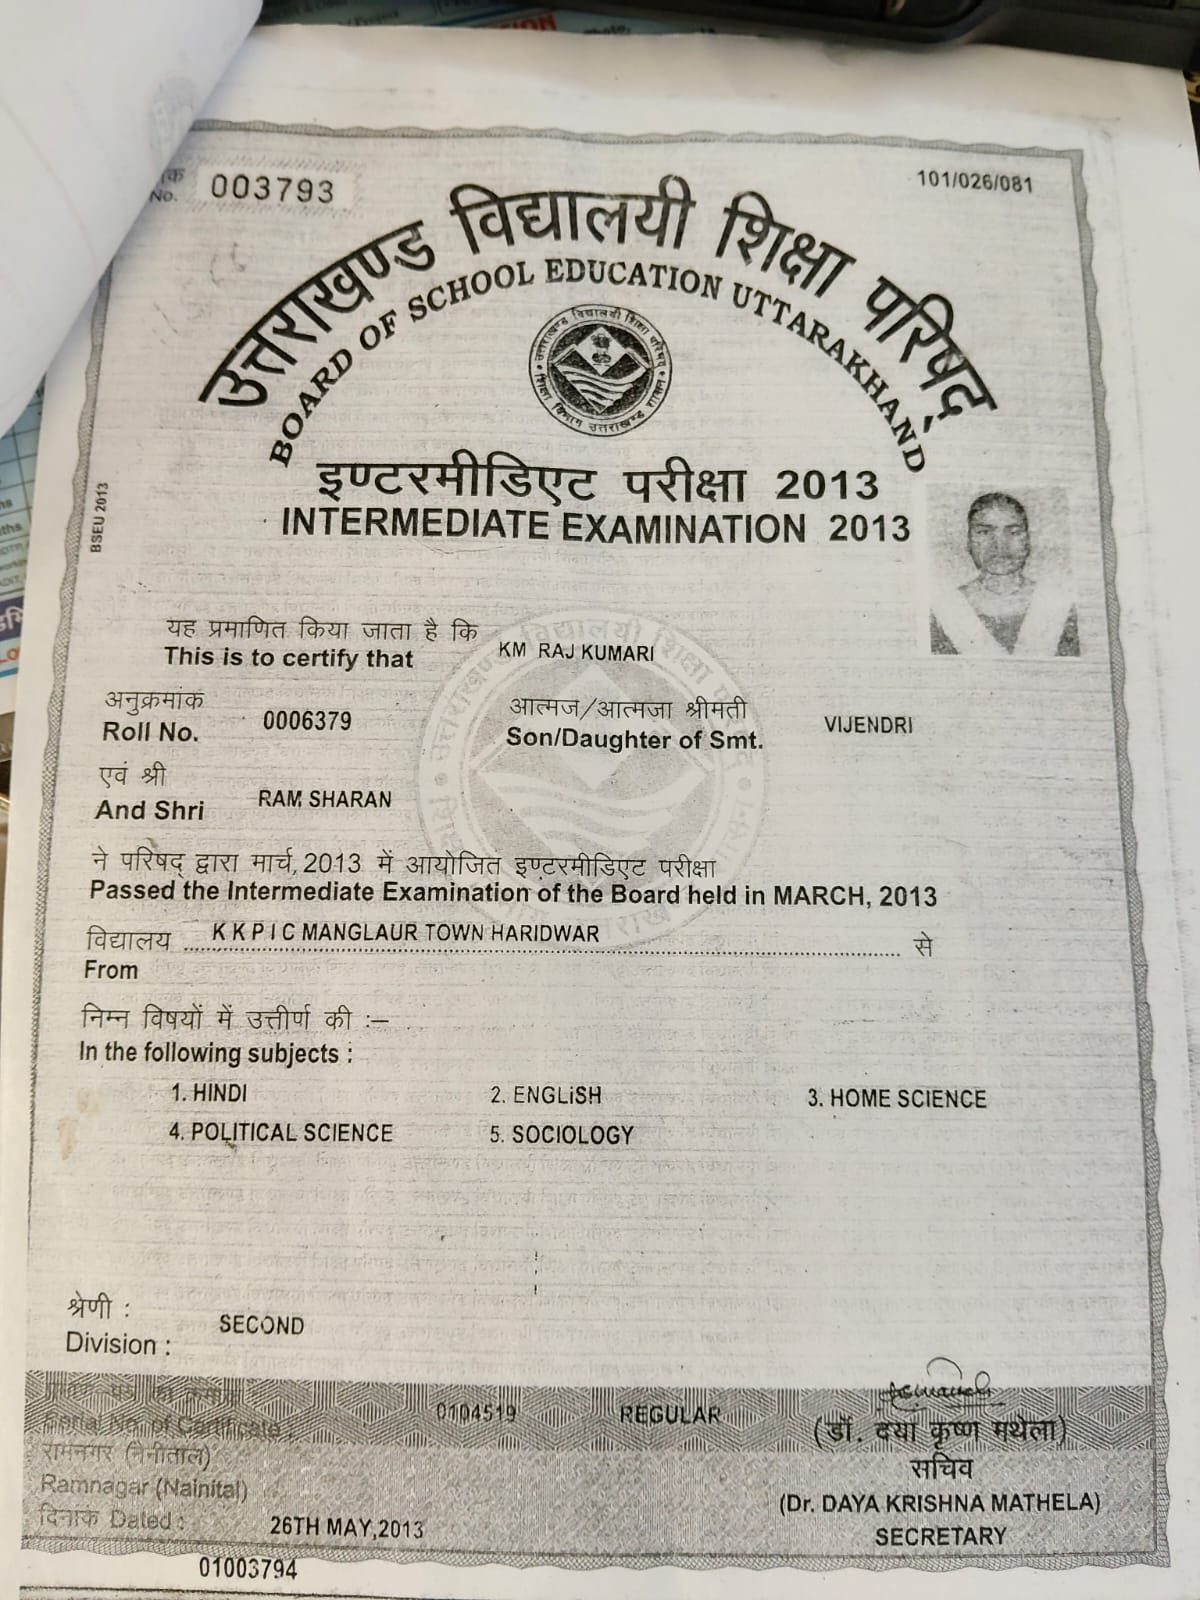 No. 003793
101/026/081
उत्तराखण्ड विद्यालयी शिक्षा परिषद्
BOARD OF SCHOOL EDUCATION UTTARAKHAND
इण्टरमीडिएट परीक्षा 2013
INTERMEDIATE EXAMINATION 2013
BSEU 2013
यह प्रमाणित किया जाता है कि
This is to certify that KM RAJ KUMARI
अनुक्रमांक आत्मज/आत्मजा श्रीमती
Roll No. 0006379 Son/Daughter of Smt. VIJENDRI
एवं श्री
And Shri RAM SHARAN
ने परिषद् द्वारा मार्च, 2013 में आयोजित इण्टरमीडिएट परीक्षा
Passed the Intermediate Examination of the Board held in MARCH, 2013
विद्यालय K K P I C MANGLAUR TOWN HARIDWAR से
From
निम्न विषयों में उत्तीर्ण की :–
In the following subjects :
1. HINDI 2. ENGLiSH 3. HOME SCIENCE
4. POLITICAL SCIENCE 5. SOCIOLOGY
श्रेणी :
Division : SECOND
Serial No. of Certificate : 0104519 REGULAR
(डॉ. दया कृष्ण मथेला)
रामनगर (नैनीताल)
सचिव
Ramnagar (Nainital)
(Dr. DAYA KRISHNA MATHELA)
दिनांक Dated : 26TH MAY,2013
SECRETARY
01003794